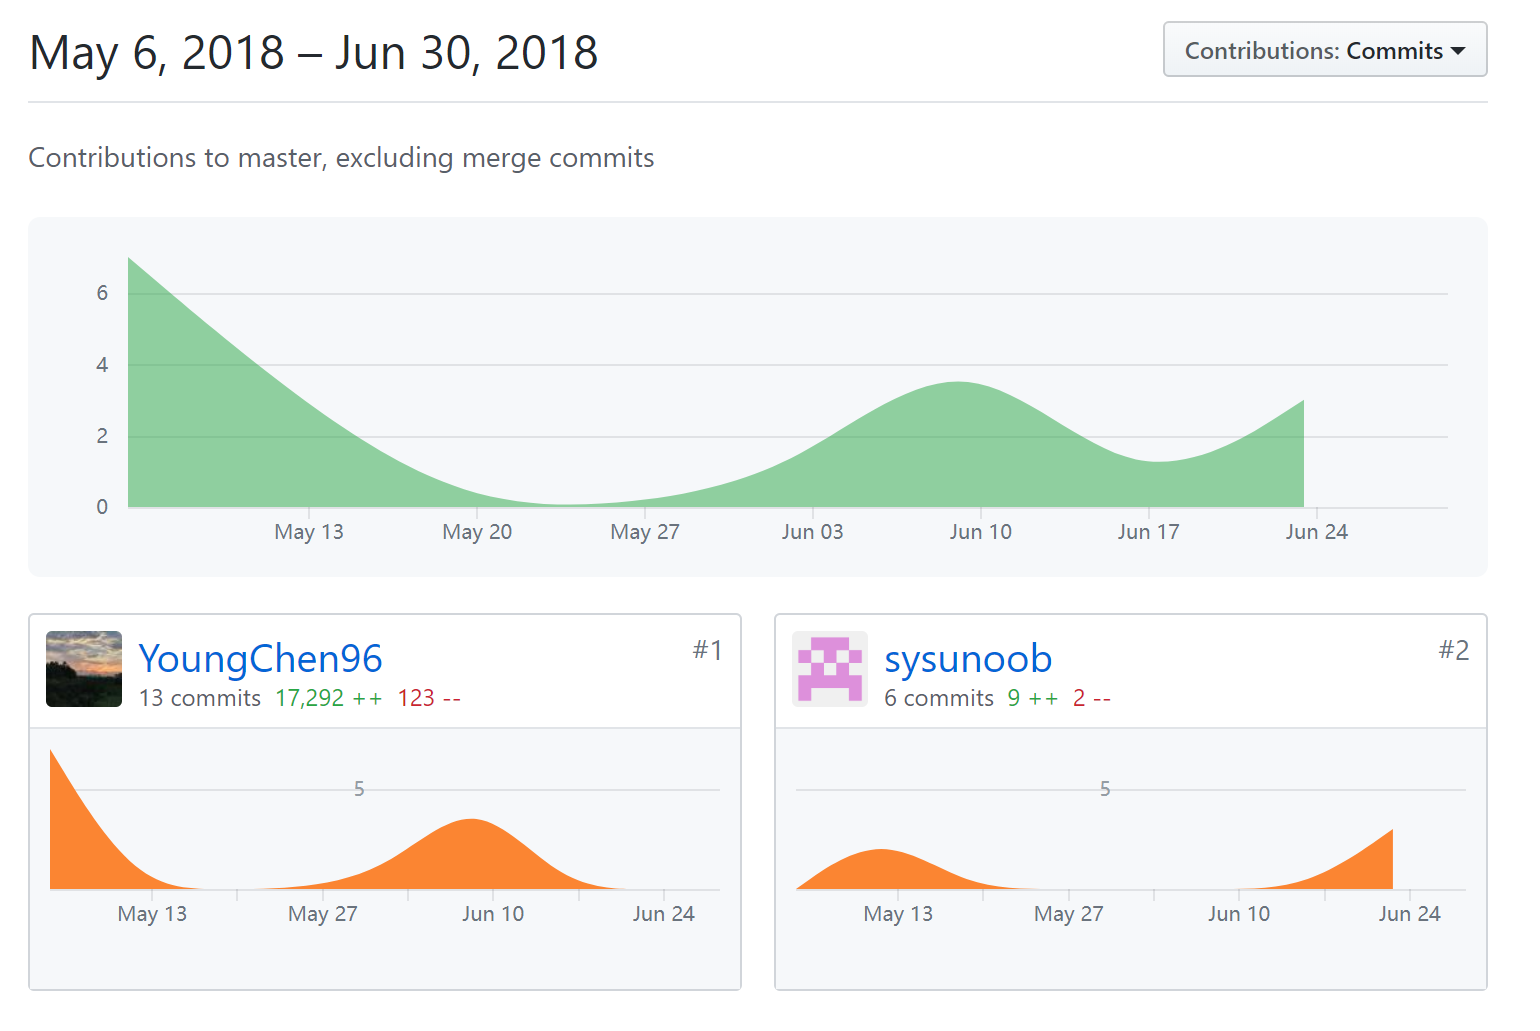 May 6, 2018 – Jun 30, 2018
Contributions: Commits
Contributions to master, excluding merge commits
6
4
2
0
May 13 May 20 May 27 Jun 03 Jun 10 Jun 17 Jun 24
YoungChen96 #1
13 commits 17,292 ++ 123 --
5
May 13 May 27 Jun 10 Jun 24
sysunoob #2
6 commits 9 ++ 2 --
5
May 13 May 27 Jun 10 Jun 24